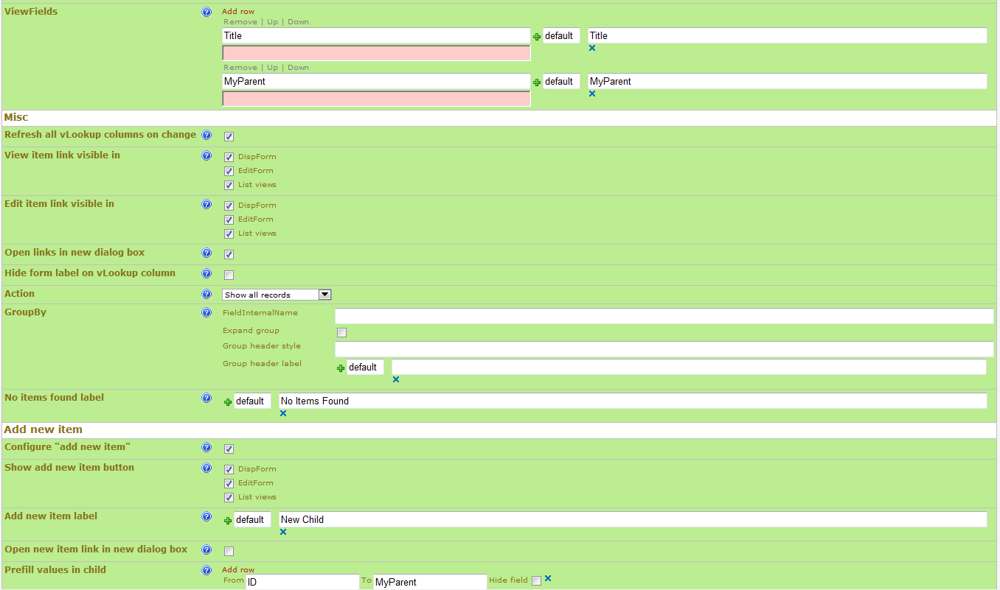 ViewFields ? Add row
Remove | Up | Down
Title default Title
Remove | Up | Down
MyParent default MyParent
Misc
Refresh all vLookup columns on change ?
View item link visible in ? DispForm
EditForm
List views
Edit item link visible in ? DispForm
EditForm
List views
Open links in new dialog box ?
Hide form label on vLookup column ?
Action ? Show all records
GroupBy ? FieldInternalName
Expand group
Group header style
Group header label default
No items found label ? default No Items Found
Add new item
Configure "add new item" ?
Show add new item button ? DispForm
EditForm
List views
Add new item label ? default New Child
Open new item link in new dialog box ?
Prefill values in child ? Add row
From ID To MyParent Hide field